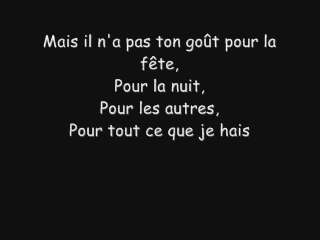 Mais il n'a pas ton goût pour la
fête,
Pour la nuit,
Pour les autres,
Pour tout ce que je hais